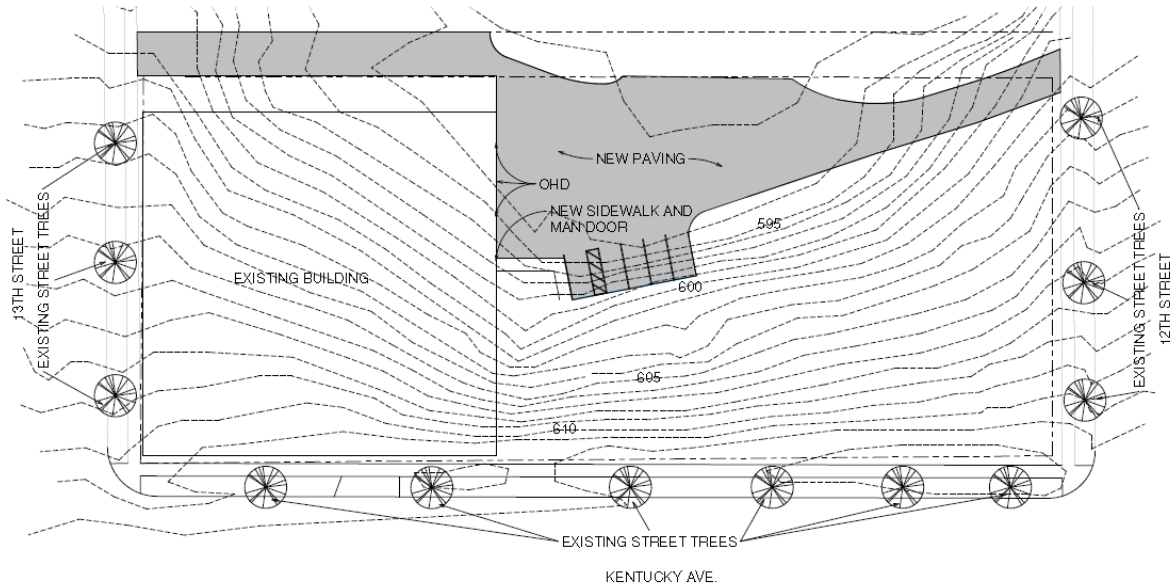 NEW PAVING
OHD
NEW SIDEWALK AND
MAN DOOR
595
EXISTING BUILDING
600
605
610
13TH STREET
EXISTING STREET TREES
EXISTING STREET TREES
12TH STREET
EXISTING STREET TREES
KENTUCKY AVE.